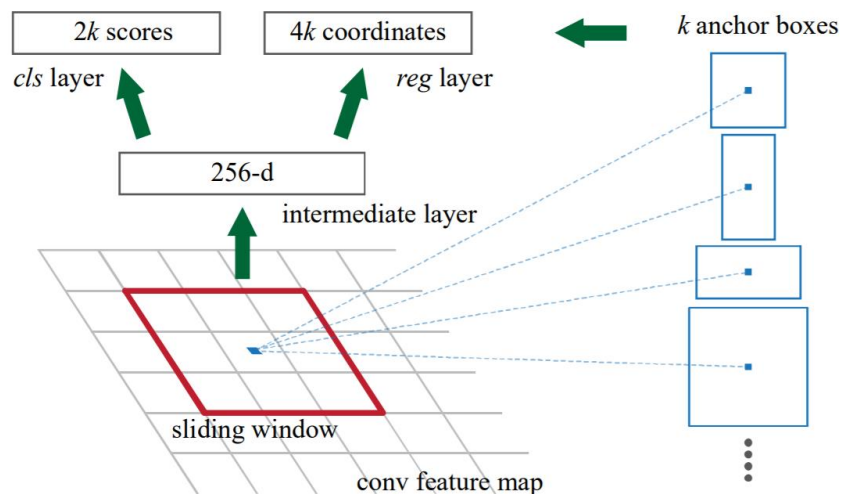 2k scores
4k coordinates
k anchor boxes
cls layer
reg layer
256-d
intermediate layer
sliding window
conv feature map